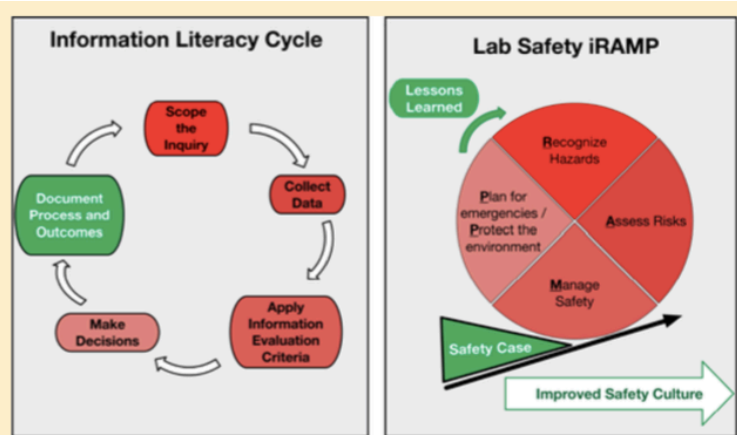 Information Literacy Cycle
Scope
the
Inquiry
Collect
Data
Apply
Information
Evaluation
Criteria
Make
Decisions
Document
Process and
Outcomes
Lab Safety iRAMP
Lessons
Learned
Recognize
Hazards
Assess Risks
Manage
Safety
Plan for
emergencies /
Protect the
environment
Safety Case
Improved Safety Culture